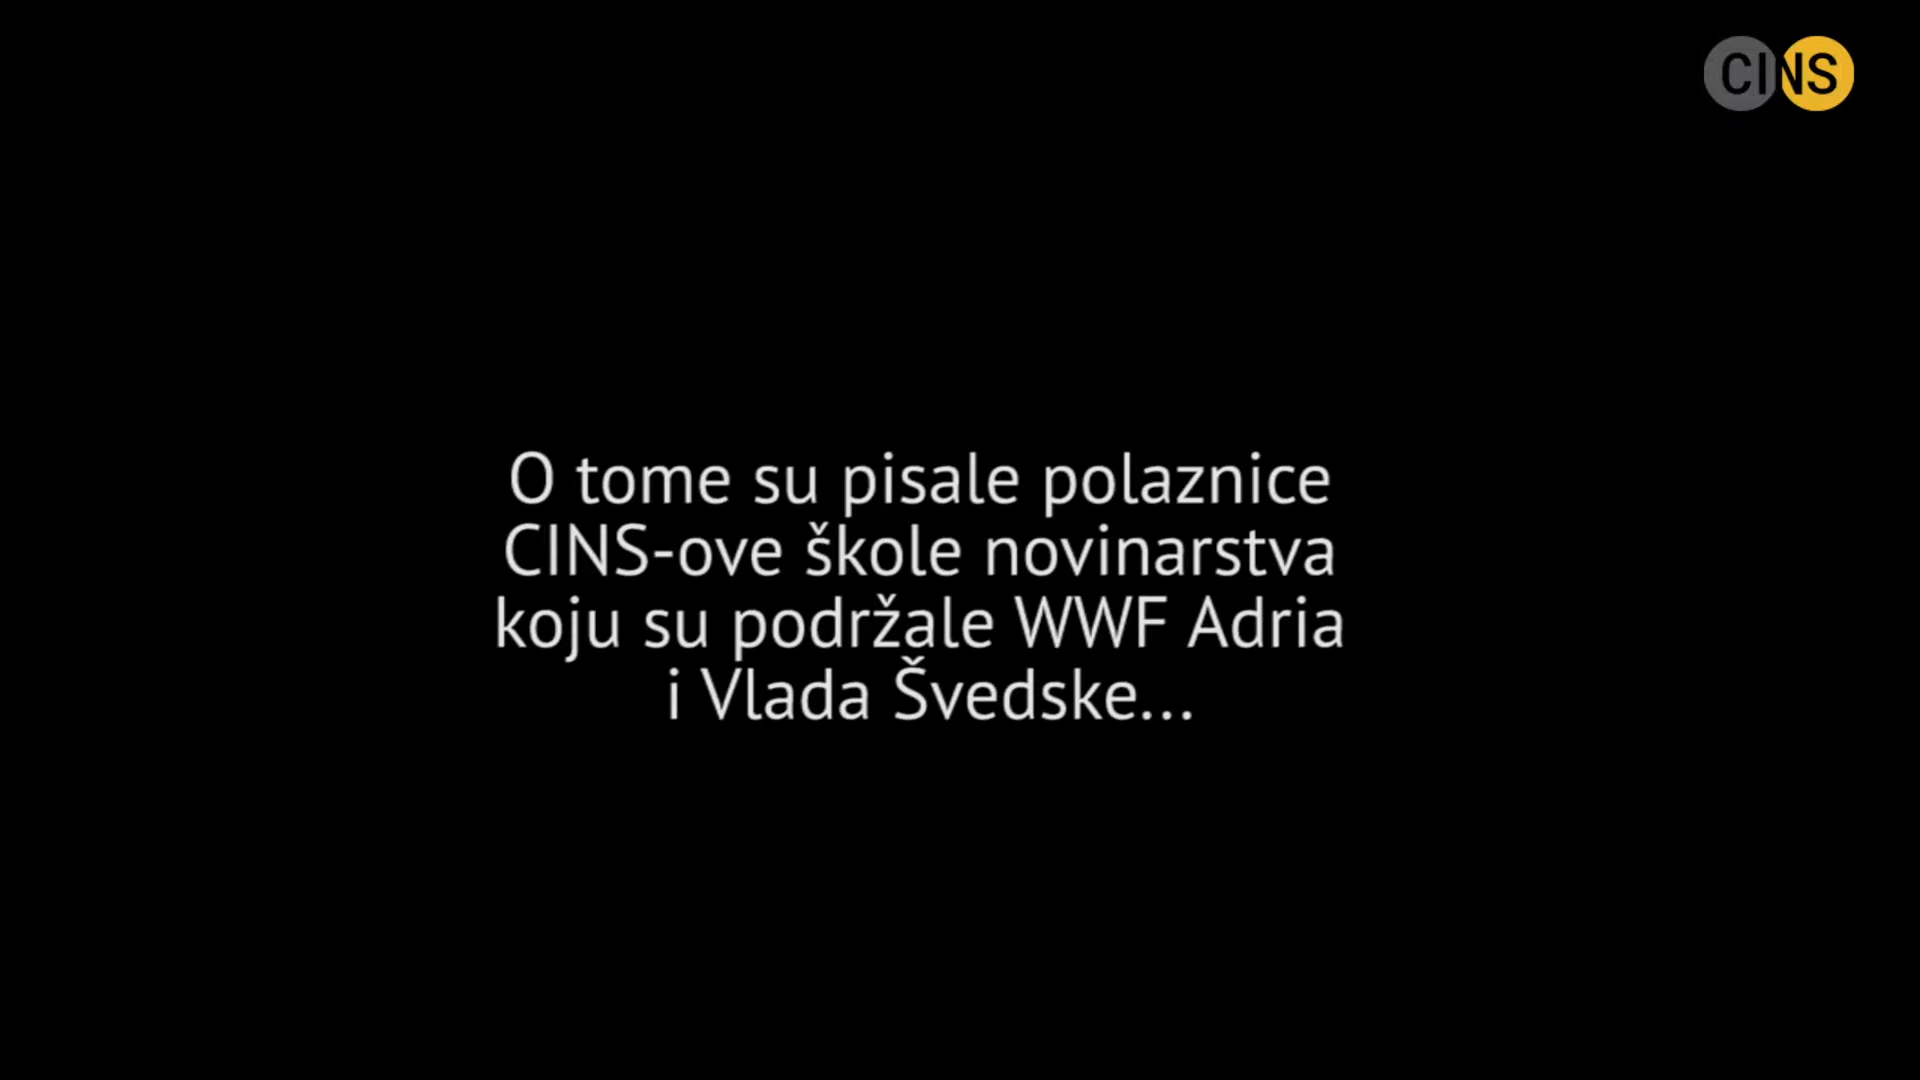 CINS
O tome su pisale polaznice
CINS-ove škole novinarstva
koju su podržale WWF Adria
i Vlada Švedske...